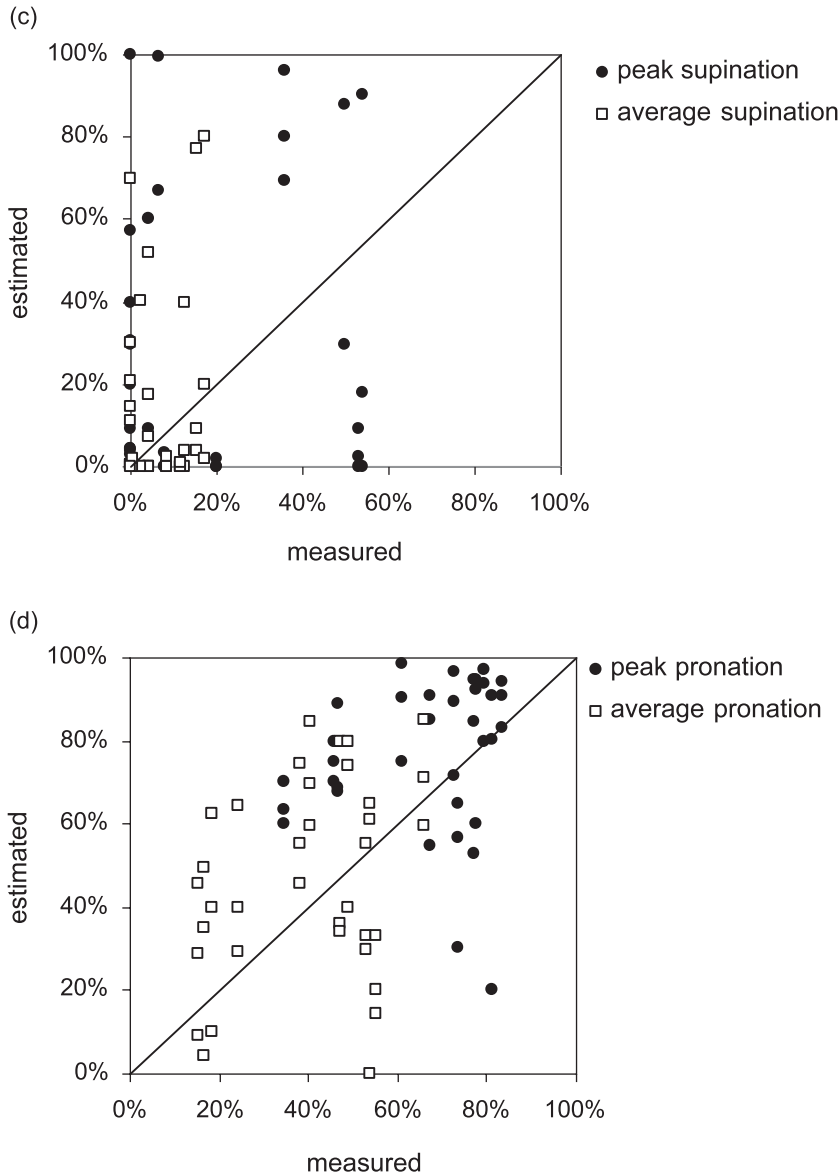 (c)
100%
80%
60%
40%
20%
0%
estimated
0% 20% 40% 60% 80% 100%
measured
peak supination
average supination
(d)
100%
80%
60%
40%
20%
0%
estimated
0% 20% 40% 60% 80% 100%
measured
peak pronation
average pronation